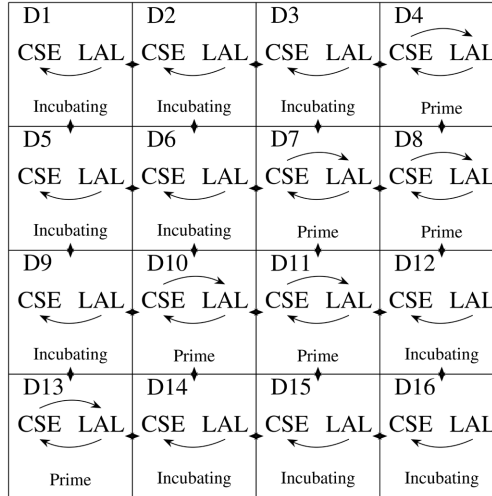 D1 D2 D3 D4
CSE LAL CSE LAL CSE LAL CSE LAL
Incubating Incubating Incubating Prime
D5 D6 D7 D8
CSE LAL CSE LAL CSE LAL CSE LAL
Incubating Incubating Prime Prime
D9 D10 D11 D12
CSE LAL CSE LAL CSE LAL CSE LAL
Incubating Prime Prime Incubating
D13 D14 D15 D16
CSE LAL CSE LAL CSE LAL CSE LAL
Prime Incubating Incubating Incubating